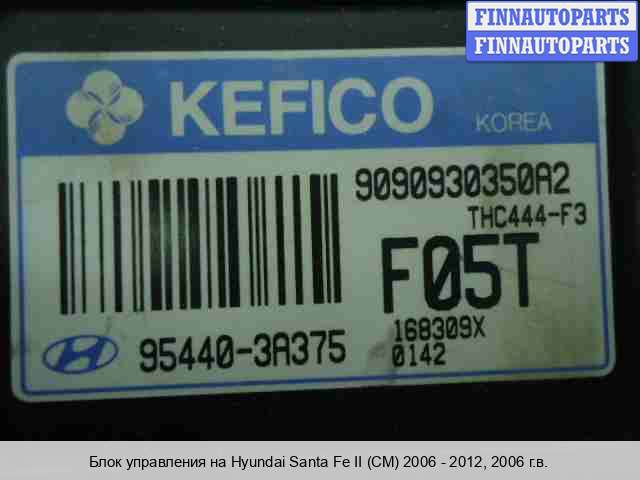 FINNAUTOPARTS
FINNAUTOPARTS
KEFICO KOREA
9090930350A2
THC444-F3
F05T
168309X
95440-3A375
0142
Блок управления на Hyundai Santa Fe II (CM) 2006 - 2012, 2006 г.в.